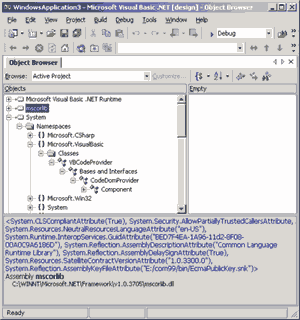 WindowsApplication3 - Microsoft Visual Basic .NET [design] - Object Browser
File Edit View Project Build Debug Tools Window Help
Debug
Object Browser
Browse: Active Project Customize...
Objects Empty
Microsoft Visual Basic .NET Runtime
mscorlib
System
Namespaces
Microsoft.CSharp
{} Microsoft.VisualBasic
Classes
VBCodeProvider
Bases and Interfaces
CodeDomProvider
Component
{} Microsoft.Win32
{} System
<System.CLSCompliantAttribute(True), System.Security.AllowPartiallyTrustedCallersAttribute,
System.Resources.NeutralResourcesLanguageAttribute("en-US"),
System.Runtime.InteropServices.GuidAttribute("BED7F4EA-1A96-11d2-8F08-
00A0C9A6186D"), System.Reflection.AssemblyDescriptionAttribute("Common Language
Runtime Library"), System.Reflection.AssemblyDelaySignAttribute(True),
System.Resources.SatelliteContractVersionAttribute("1.0.3300.0"),
System.Reflection.AssemblyKeyFileAttribute("E:/com99/bin/EcmaPublicKey.snk")>
Assembly mscorlib
C:\WINNT\Microsoft.NET\Framework\v1.0.3705\mscorlib.dll